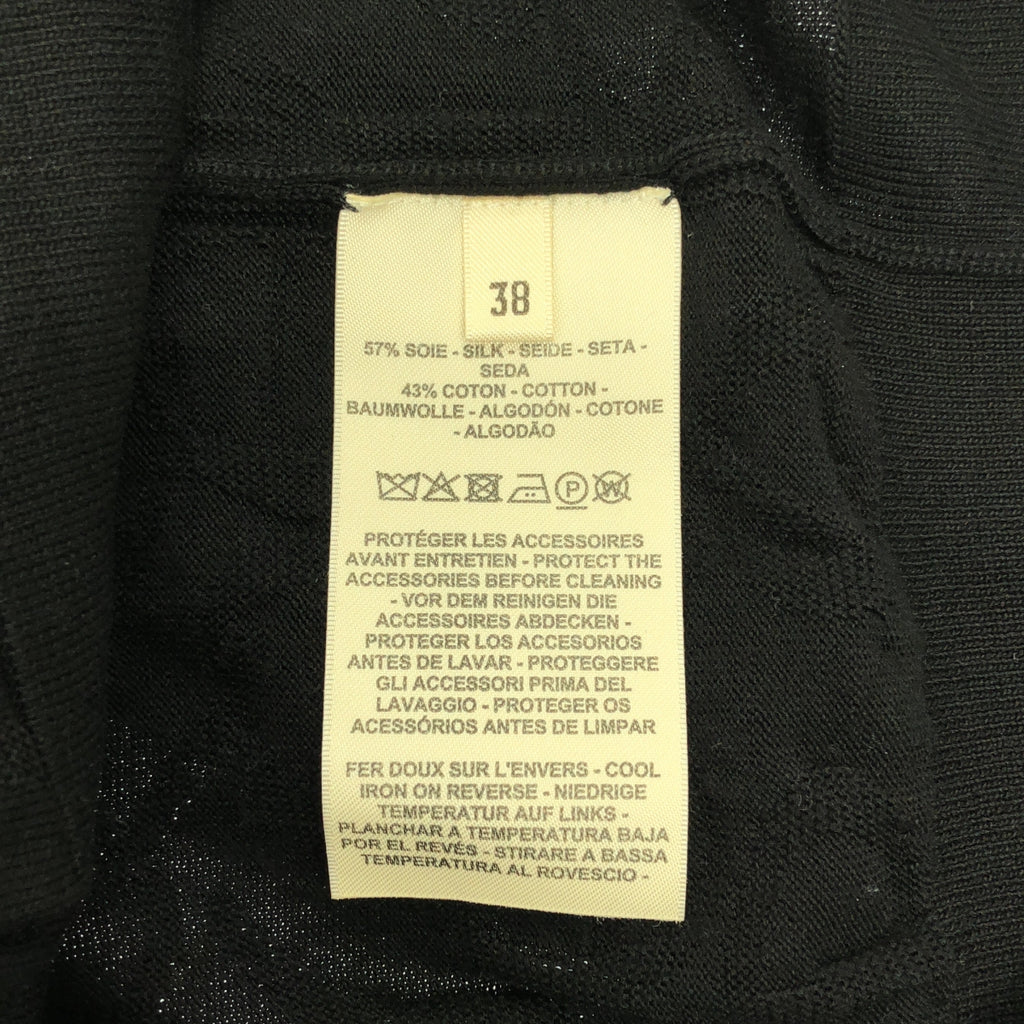 38
57% SOIE - SILK - SEIDE - SETA -
SEDA
43% COTON - COTTON -
BAUMWOLLE - ALGODÓN - COTONE
- ALGODÃO
P W
PROTÉGER LES ACCESSOIRES
AVANT ENTRETIEN - PROTECT THE
ACCESSORIES BEFORE CLEANING
- VOR DEM REINIGEN DIE
ACCESSOIRES ABDECKEN -
PROTEGER LOS ACCESORIOS
ANTES DE LAVAR - PROTEGGERE
GLI ACCESSORI PRIMA DEL
LAVAGGIO - PROTEGER OS
ACESSÓRIOS ANTES DE LIMPAR
FER DOUX SUR L'ENVERS - COOL
IRON ON REVERSE - NIEDRIGE
TEMPERATUR AUF LINKS -
PLANCHAR A TEMPERATURA BAJA
POR EL REVÉS - STIRARE A BASSA
TEMPERATURA AL ROVESCIO -